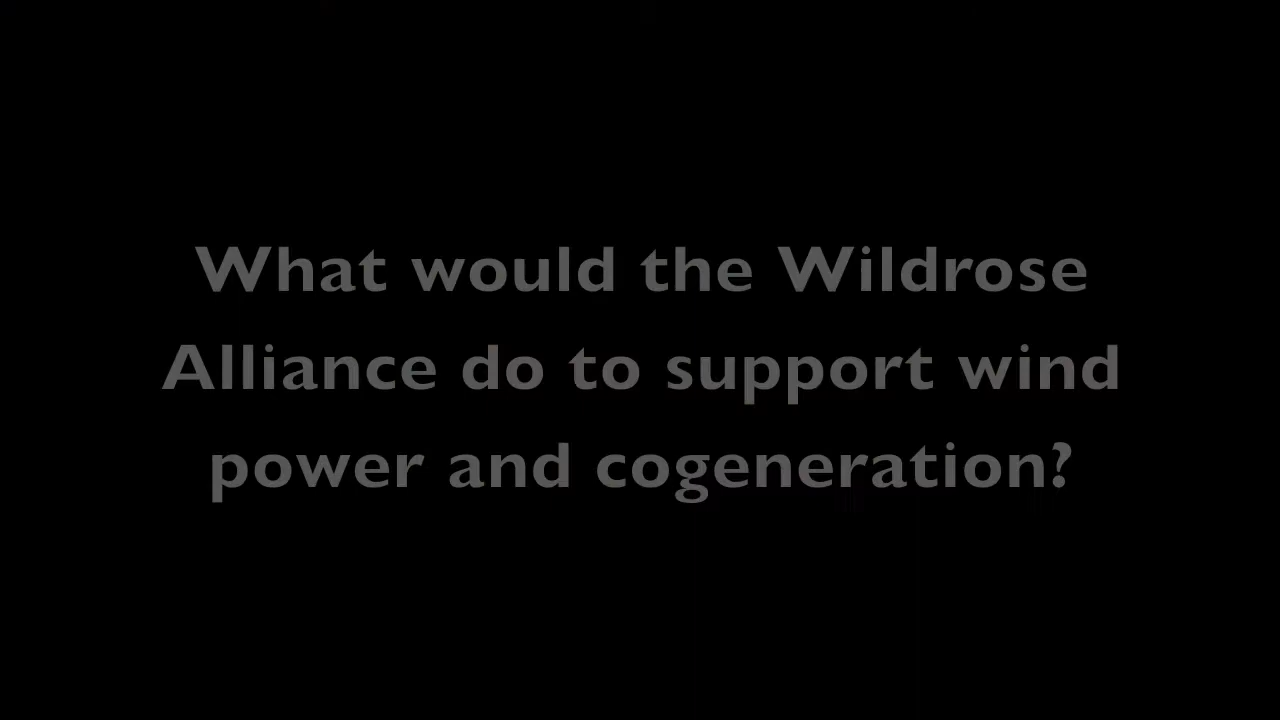 What would the Wildrose
Alliance do to support wind
power and cogeneration?